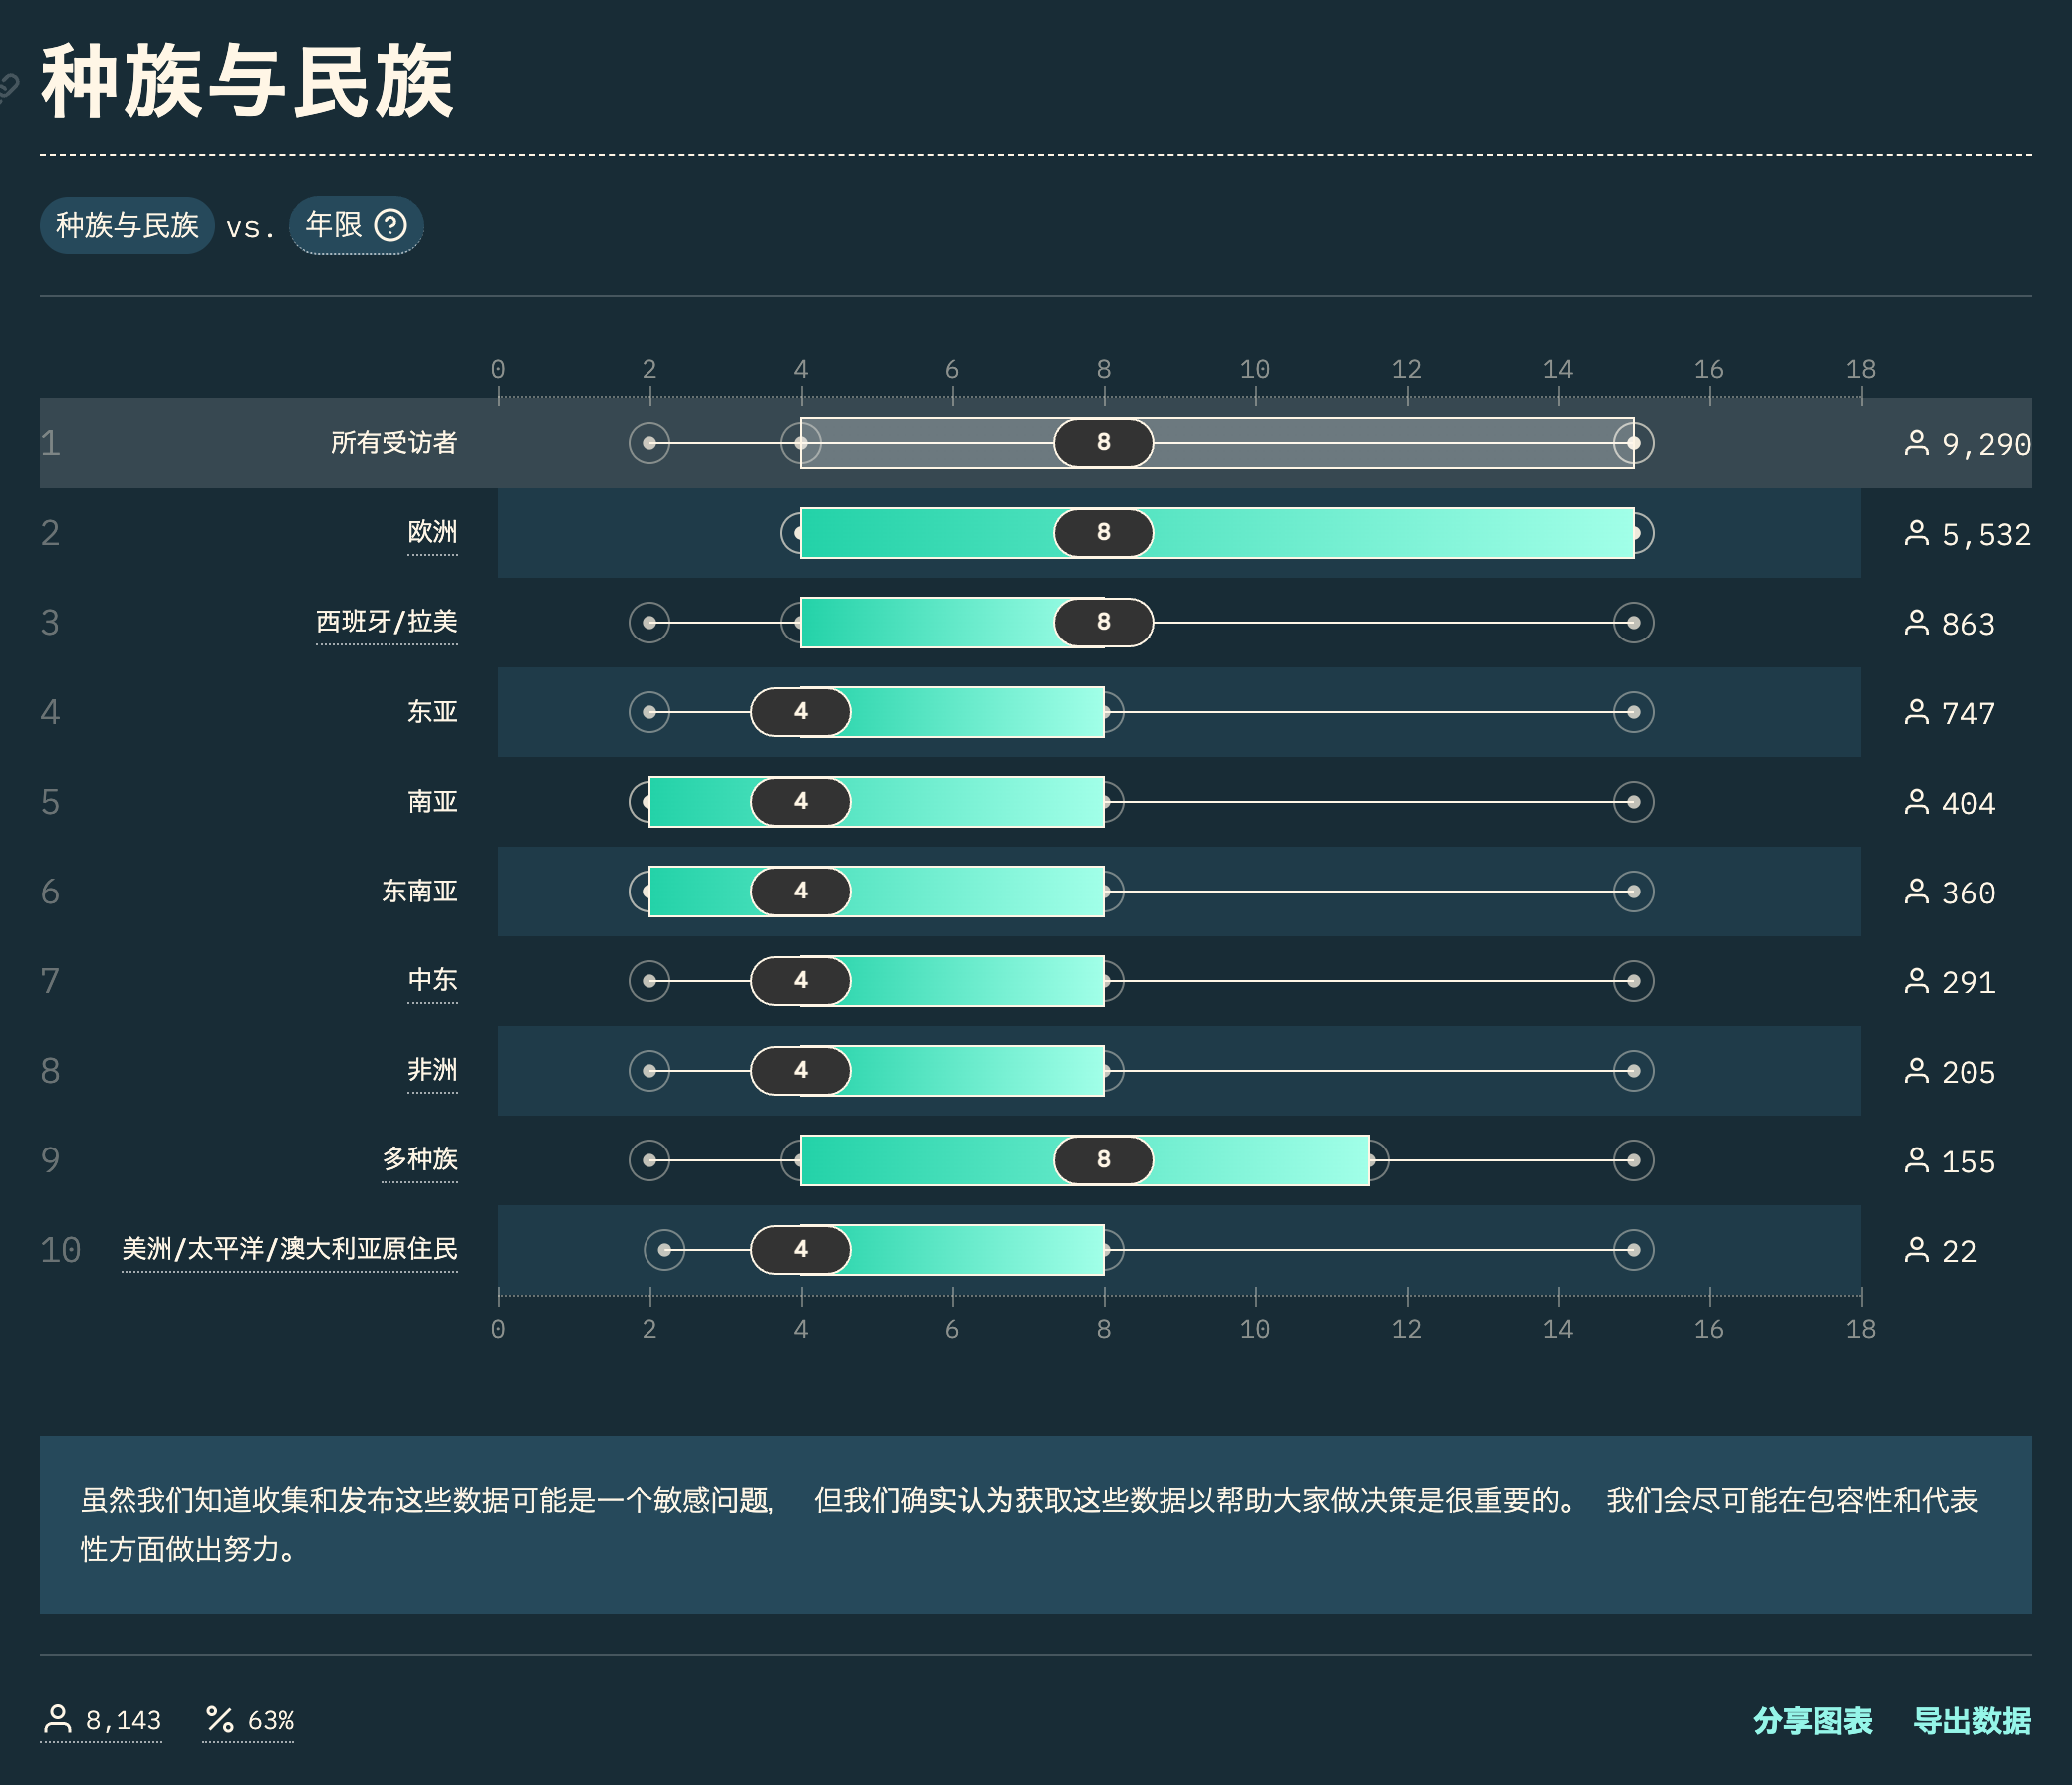 种族与民族
种族与民族 vs. 年限 ?
0 2 4 6 8 10 12 14 16 18
1 所有受访者 8 9,290
2 欧洲 8 5,532
3 西班牙/拉美 8 863
4 东亚 4 747
5 南亚 4 404
6 东南亚 4 360
7 中东 4 291
8 非洲 4 205
9 多种族 8 155
10 美洲/太平洋/澳大利亚原住民 4 22
0 2 4 6 8 10 12 14 16 18
虽然我们知道收集和发布这些数据可能是一个敏感问题, 但我们确实认为获取这些数据以帮助大家做决策是很重要的。 我们会尽可能在包容性和代表
性方面做出努力。
8,143 % 63% 分享图表 导出数据